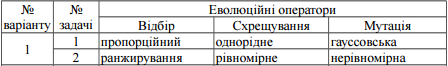 № варіанту № задачі Еволюційні оператори
Відбір Схрещування Мутація
1 1 пропорційний однорідне гауссовська
2 ранжирування рівномірне нерівномірна